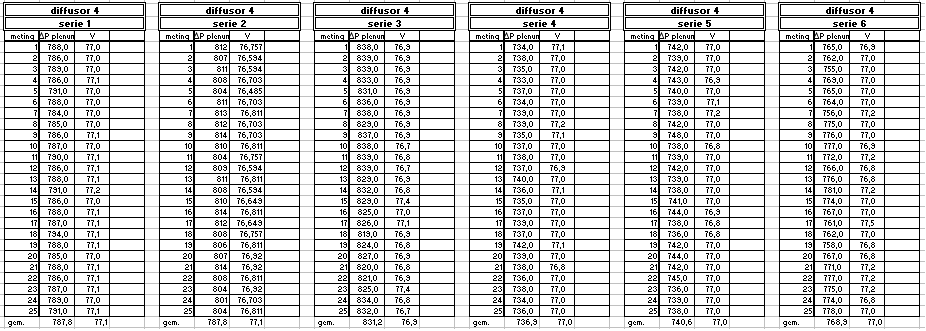 diffusor 4 diffusor 4 diffusor 4 diffusor 4 diffusor 4 diffusor 4
serie 1 serie 2 serie 3 serie 4 serie 5 serie 6
meting ΔP plenum V meting ΔP plenum V meting ΔP plenum V meting ΔP plenum V meting ΔP plenum V meting ΔP plenum V
1 788,0 77,0 1 812 76,757 1 838,0 76,9 1 734,0 77,1 1 742,0 77,0 1 765,0 76,9
2 786,0 77,0 2 807 76,594 2 839,0 76,9 2 738,0 77,0 2 739,0 77,0 2 762,0 77,0
3 789,0 77,0 3 811 76,594 3 839,0 76,9 3 735,0 77,0 3 742,0 77,0 3 755,0 77,0
4 786,0 77,1 4 808 76,703 4 833,0 76,9 4 733,0 77,0 4 743,0 76,9 4 769,0 77,0
5 791,0 77,0 5 804 76,485 5 831,0 76,9 5 737,0 77,0 5 740,0 77,0 5 765,0 77,0
6 788,0 77,0 6 811 76,703 6 836,0 76,9 6 734,0 77,0 6 739,0 77,1 6 764,0 77,0
7 784,0 77,0 7 813 76,811 7 838,0 76,9 7 739,0 77,0 7 738,0 77,2 7 756,0 77,2
8 785,0 77,0 8 812 76,703 8 829,0 76,9 8 739,0 77,2 8 742,0 77,0 8 775,0 77,0
9 786,0 77,1 9 814 76,703 9 837,0 76,9 9 735,0 77,1 9 748,0 77,0 9 776,0 77,0
10 787,0 77,0 10 810 76,811 10 838,0 76,7 10 737,0 77,0 10 738,0 76,8 10 777,0 77,2
11 790,0 77,1 11 804 76,757 11 839,0 76,8 11 738,0 77,0 11 739,0 77,0 11 772,0 77,2
12 786,0 77,1 12 809 76,594 12 839,0 76,7 12 737,0 76,9 12 740,0 77,0 12 766,0 76,8
13 788,0 77,1 13 811 76,811 13 829,0 76,9 13 742,0 77,0 13 739,0 77,0 13 776,0 76,8
14 791,0 77,2 14 808 76,594 14 832,0 76,8 14 736,0 77,1 14 738,0 77,0 14 781,0 77,2
15 786,0 77,0 15 810 76,649 15 829,0 77,4 15 735,0 77,0 15 741,0 77,0 15 774,0 77,0
16 788,0 77,1 16 814 76,811 16 825,0 77,0 16 737,0 77,0 16 744,0 76,9 16 767,0 77,0
17 787,0 77,1 17 812 76,649 17 826,0 77,1 17 739,0 77,0 17 738,0 76,8 17 761,0 77,5
18 794,0 77,1 18 808 76,757 18 819,0 76,9 18 737,0 77,0 18 736,0 76,8 18 762,0 77,0
19 788,0 77,1 19 806 76,811 19 824,0 76,8 19 742,0 77,1 19 742,0 77,0 19 758,0 76,8
20 785,0 77,0 20 807 76,92 20 827,0 76,9 20 739,0 77,0 20 744,0 77,0 20 767,0 76,8
21 788,0 77,1 21 814 76,92 21 820,0 76,8 21 738,0 76,8 21 742,0 77,0 21 771,0 77,2
22 786,0 77,1 22 808 76,811 22 821,0 76,9 22 736,0 77,0 22 745,0 77,0 22 777,0 77,2
23 787,0 77,1 23 804 76,92 23 825,0 77,4 23 738,0 77,0 23 736,0 77,0 23 775,0 77,2
24 789,0 77,0 24 801 76,703 24 834,0 76,8 24 734,0 77,0 24 739,0 77,0 24 774,0 76,8
25 791,0 77,1 25 804 76,811 25 832,0 76,7 25 736,0 77,0 25 738,0 77,0 25 778,0 77,0
gem. 787,8 77,1 gem. 787,8 77,1 gem. 831,2 76,9 gem. 736,9 77,0 gem. 740,6 77,0 gem. 768,9 77,0